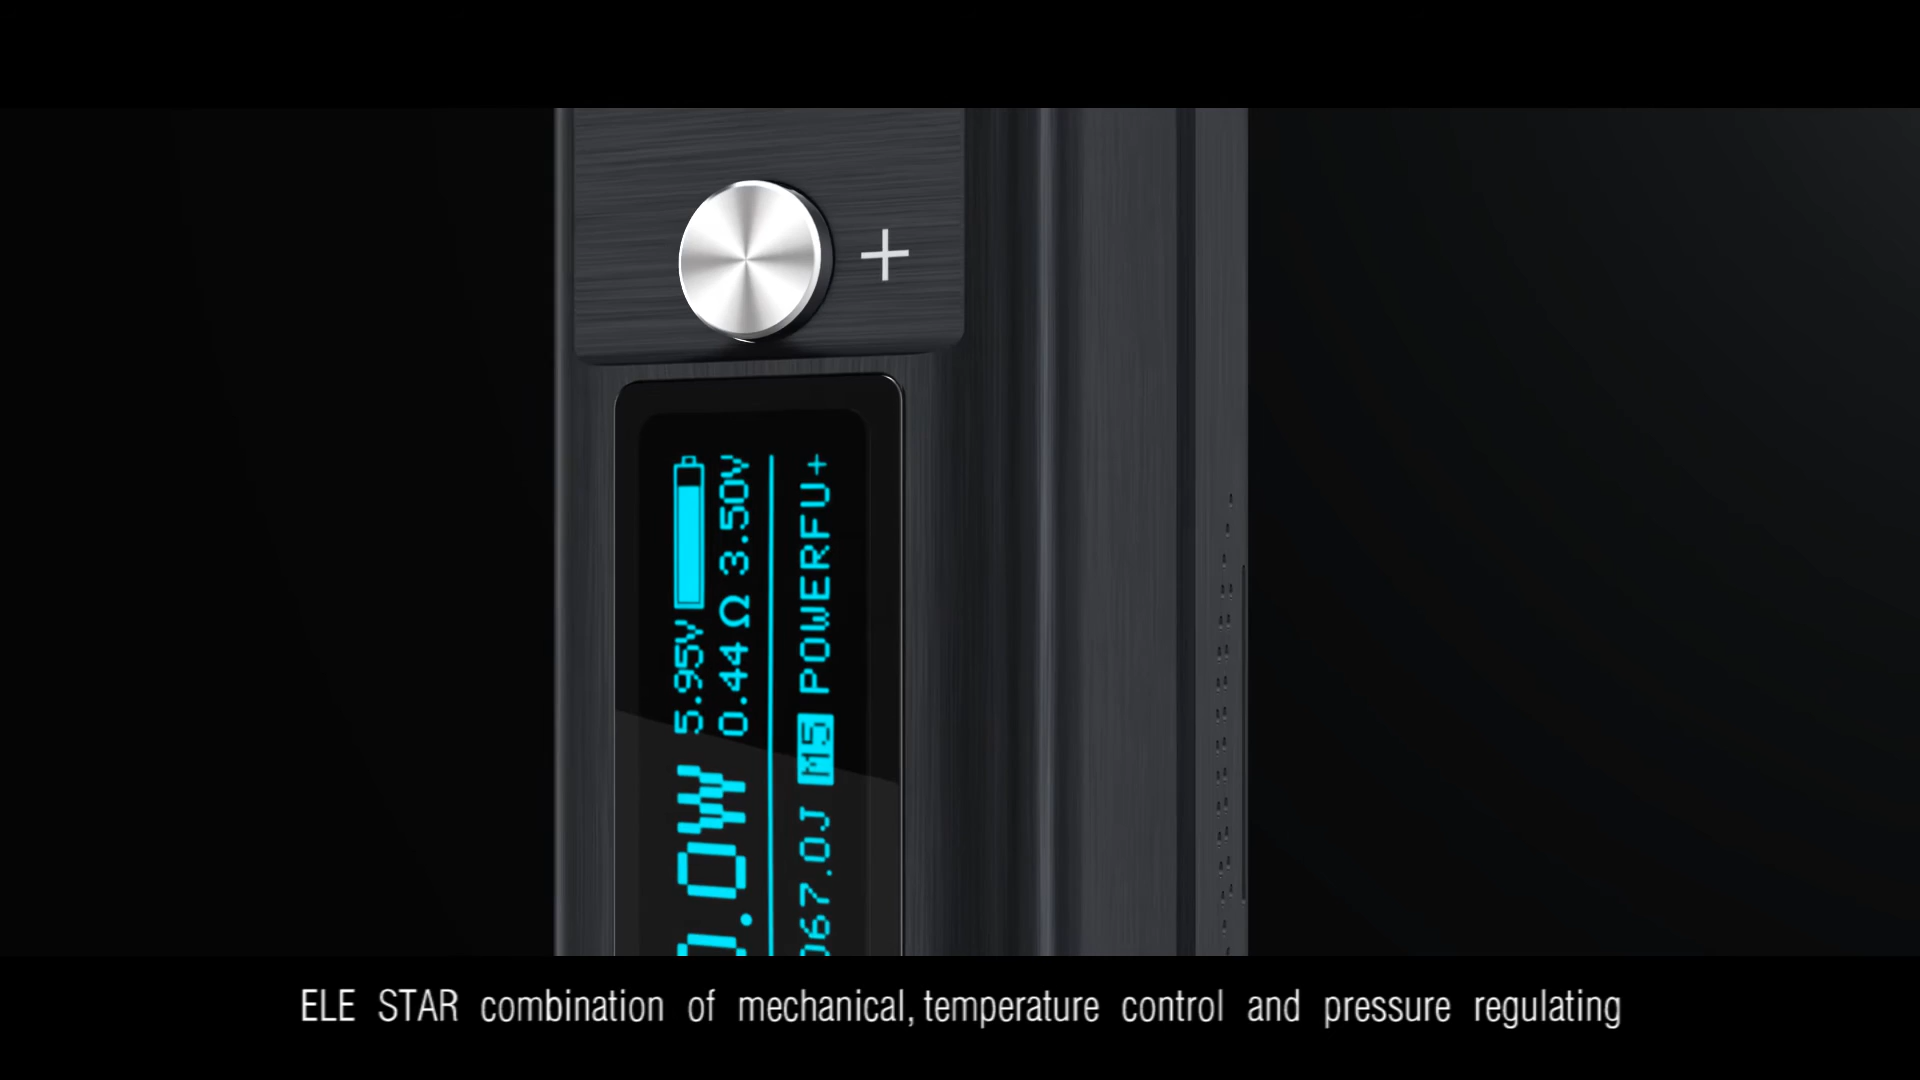 +
5.95V
0.44 Ω 3.50V
.0W
067.0J M5 POWERFU+
ELE STAR combination of mechanical, temperature control and pressure regulating